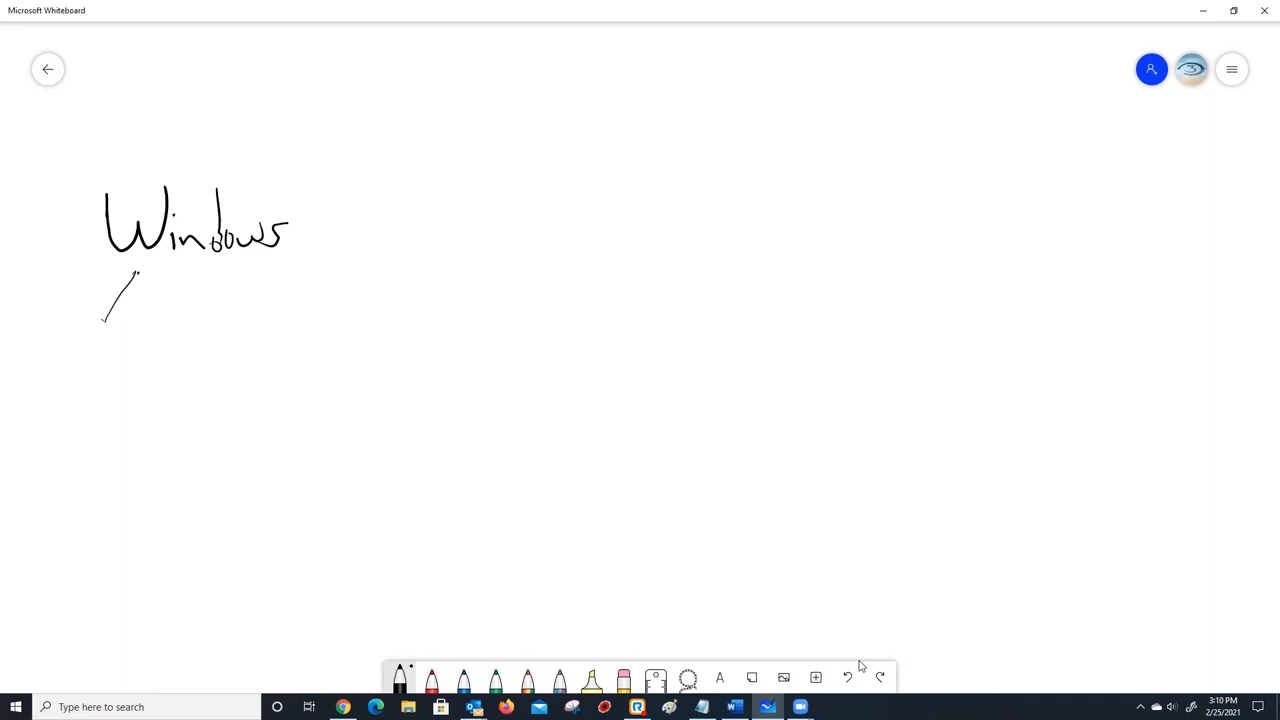 Microsoft Whiteboard
Windows
A
Type here to search
3:10 PM
2/25/2021